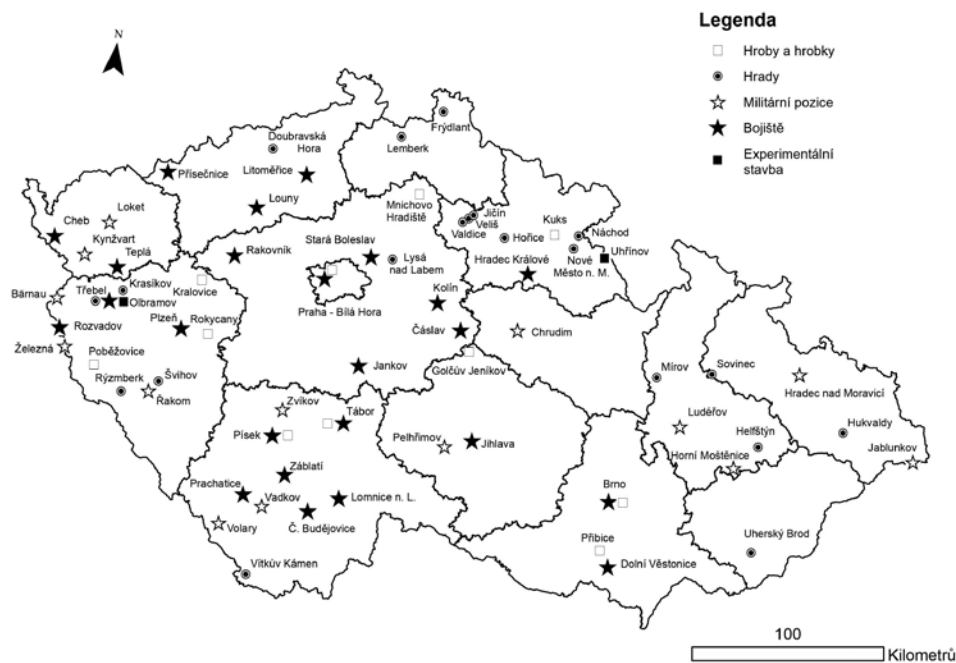 N
Legenda
Hroby a hrobky
Hrady
Militární pozice
Bojiště
Experimentální
stavba
Frýdlant
Doubravská
Hora
Lemberk
Přísečnice
Litoměřice
Louny
Mnichovo
Hradiště
Jičín
Veliš
Valdice
Kuks
Náchod
Hořice
Uhřínov
Nové
Město n. M.
Hradec Králové
Loket
Cheb
Kynžvart
Teplá
Rakovník
Stará Boleslav
Lysá
nad Labem
Praha - Bílá Hora
Kolín
Čáslav
Jankov
Golčův Jeníkov
Chrudim
Krasíkov
Třebel
Kralovice
Bärnau
Olbramov
Rozvadov
Plzeň
Rokycany
Železná
Poběžovice
Švihov
Rýzmberk
Řakom
Mírov
Sovinec
Hradec nad Moravicí
Luděřov
Hukvaldy
Helfštýn
Horní Moštěnice
Jablunkov
Zvíkov
Tábor
Písek
Pelhřimov
Jihlava
Záblatí
Prachatice
Vadkov
Lomnice n. L.
Volary
Č. Budějovice
Vítkův Kámen
Brno
Přibice
Dolní Věstonice
Uherský Brod
100
Kilometrů